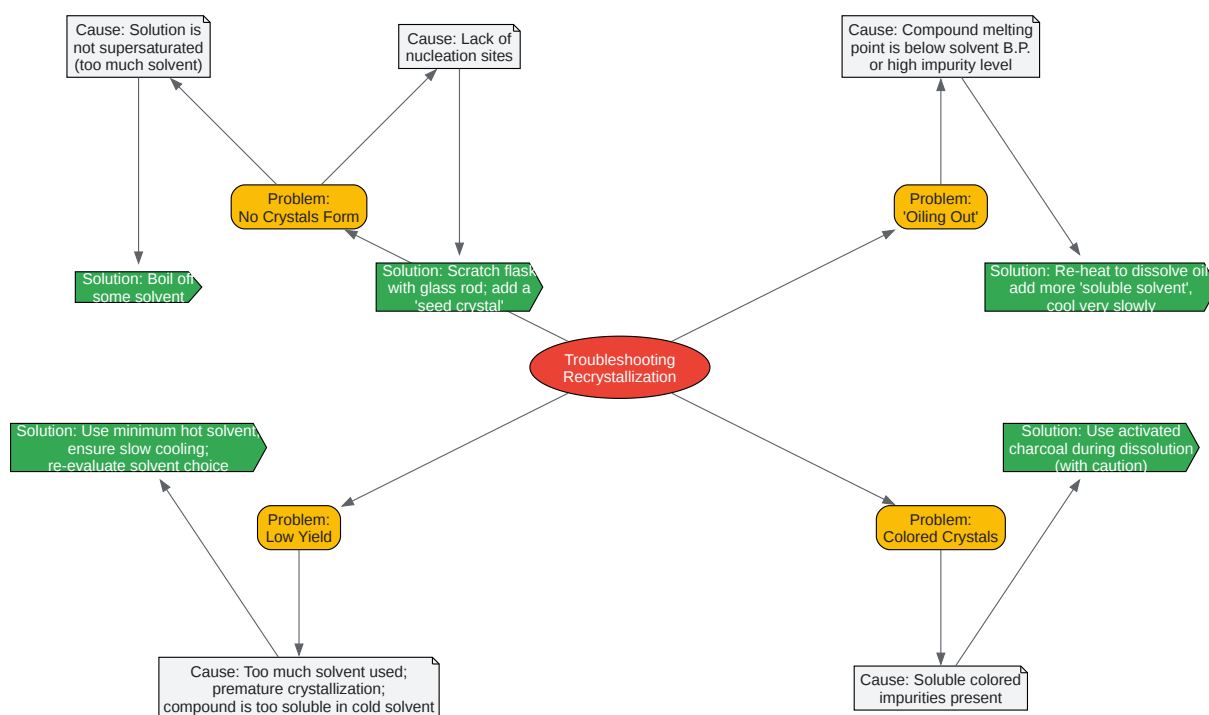 Cause: Solution is
not supersaturated
(too much solvent)
Cause: Lack of
nucleation sites
Cause: Compound melting
point is below solvent B.P.
or high impurity level
Problem:
No Crystals Form
Problem:
'Oiling Out'
Solution: Boil off
some solvent
Solution: Scratch flask
with glass rod; add a
'seed crystal'
Solution: Re-heat to dissolve oil,
add more 'soluble solvent',
cool very slowly
Troubleshooting
Recrystallization
Solution: Use minimum hot solvent;
ensure slow cooling;
re-evaluate solvent choice
Solution: Use activated
charcoal during dissolution
(with caution)
Problem:
Low Yield
Problem:
Colored Crystals
Cause: Too much solvent used;
premature crystallization;
compound is too soluble in cold solvent
Cause: Soluble colored
impurities present